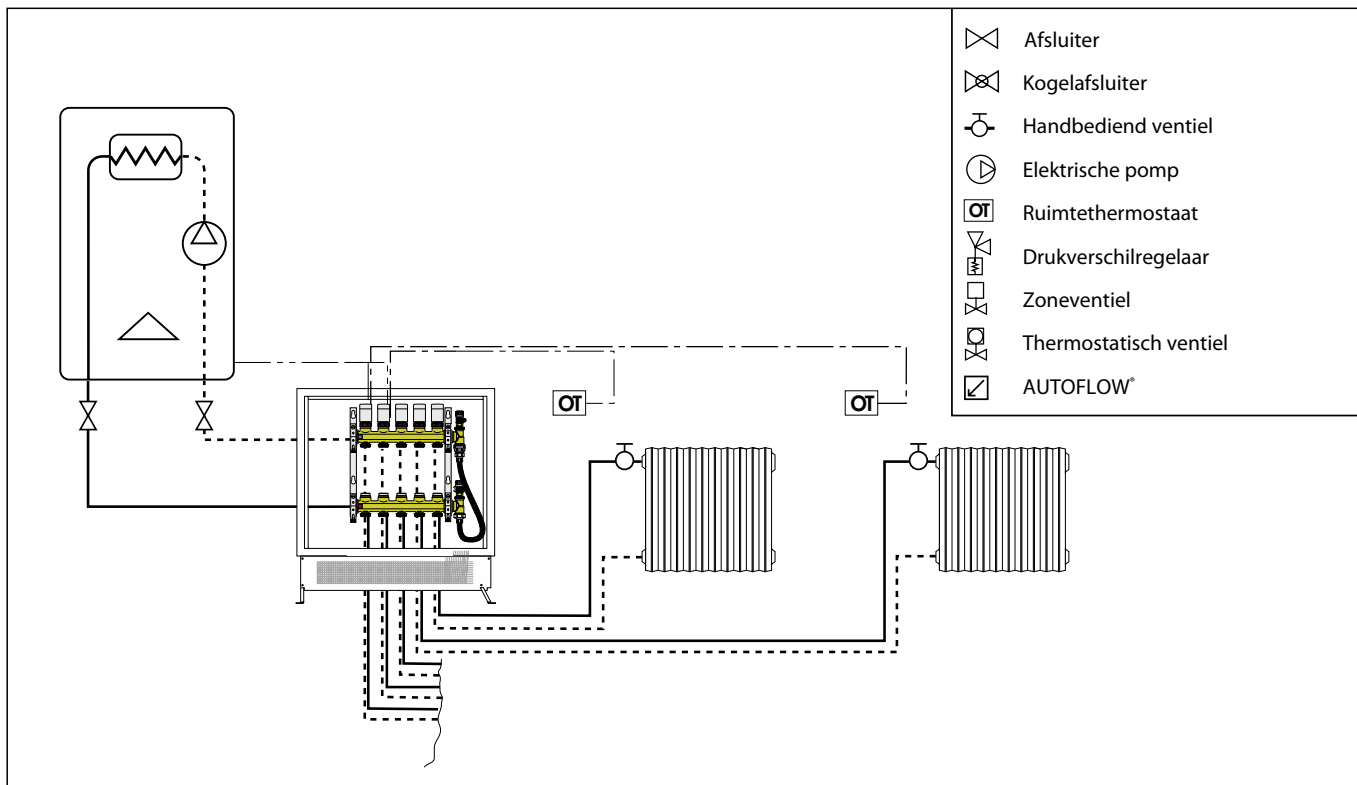 Afsluiter
Kogelafsluiter
Handbediend ventiel
Elektrische pomp
OT Ruimtethermostaat
Drukverschilregelaar
Zoneventiel
Thermostatisch ventiel
AUTOFLOW®
OT
OT